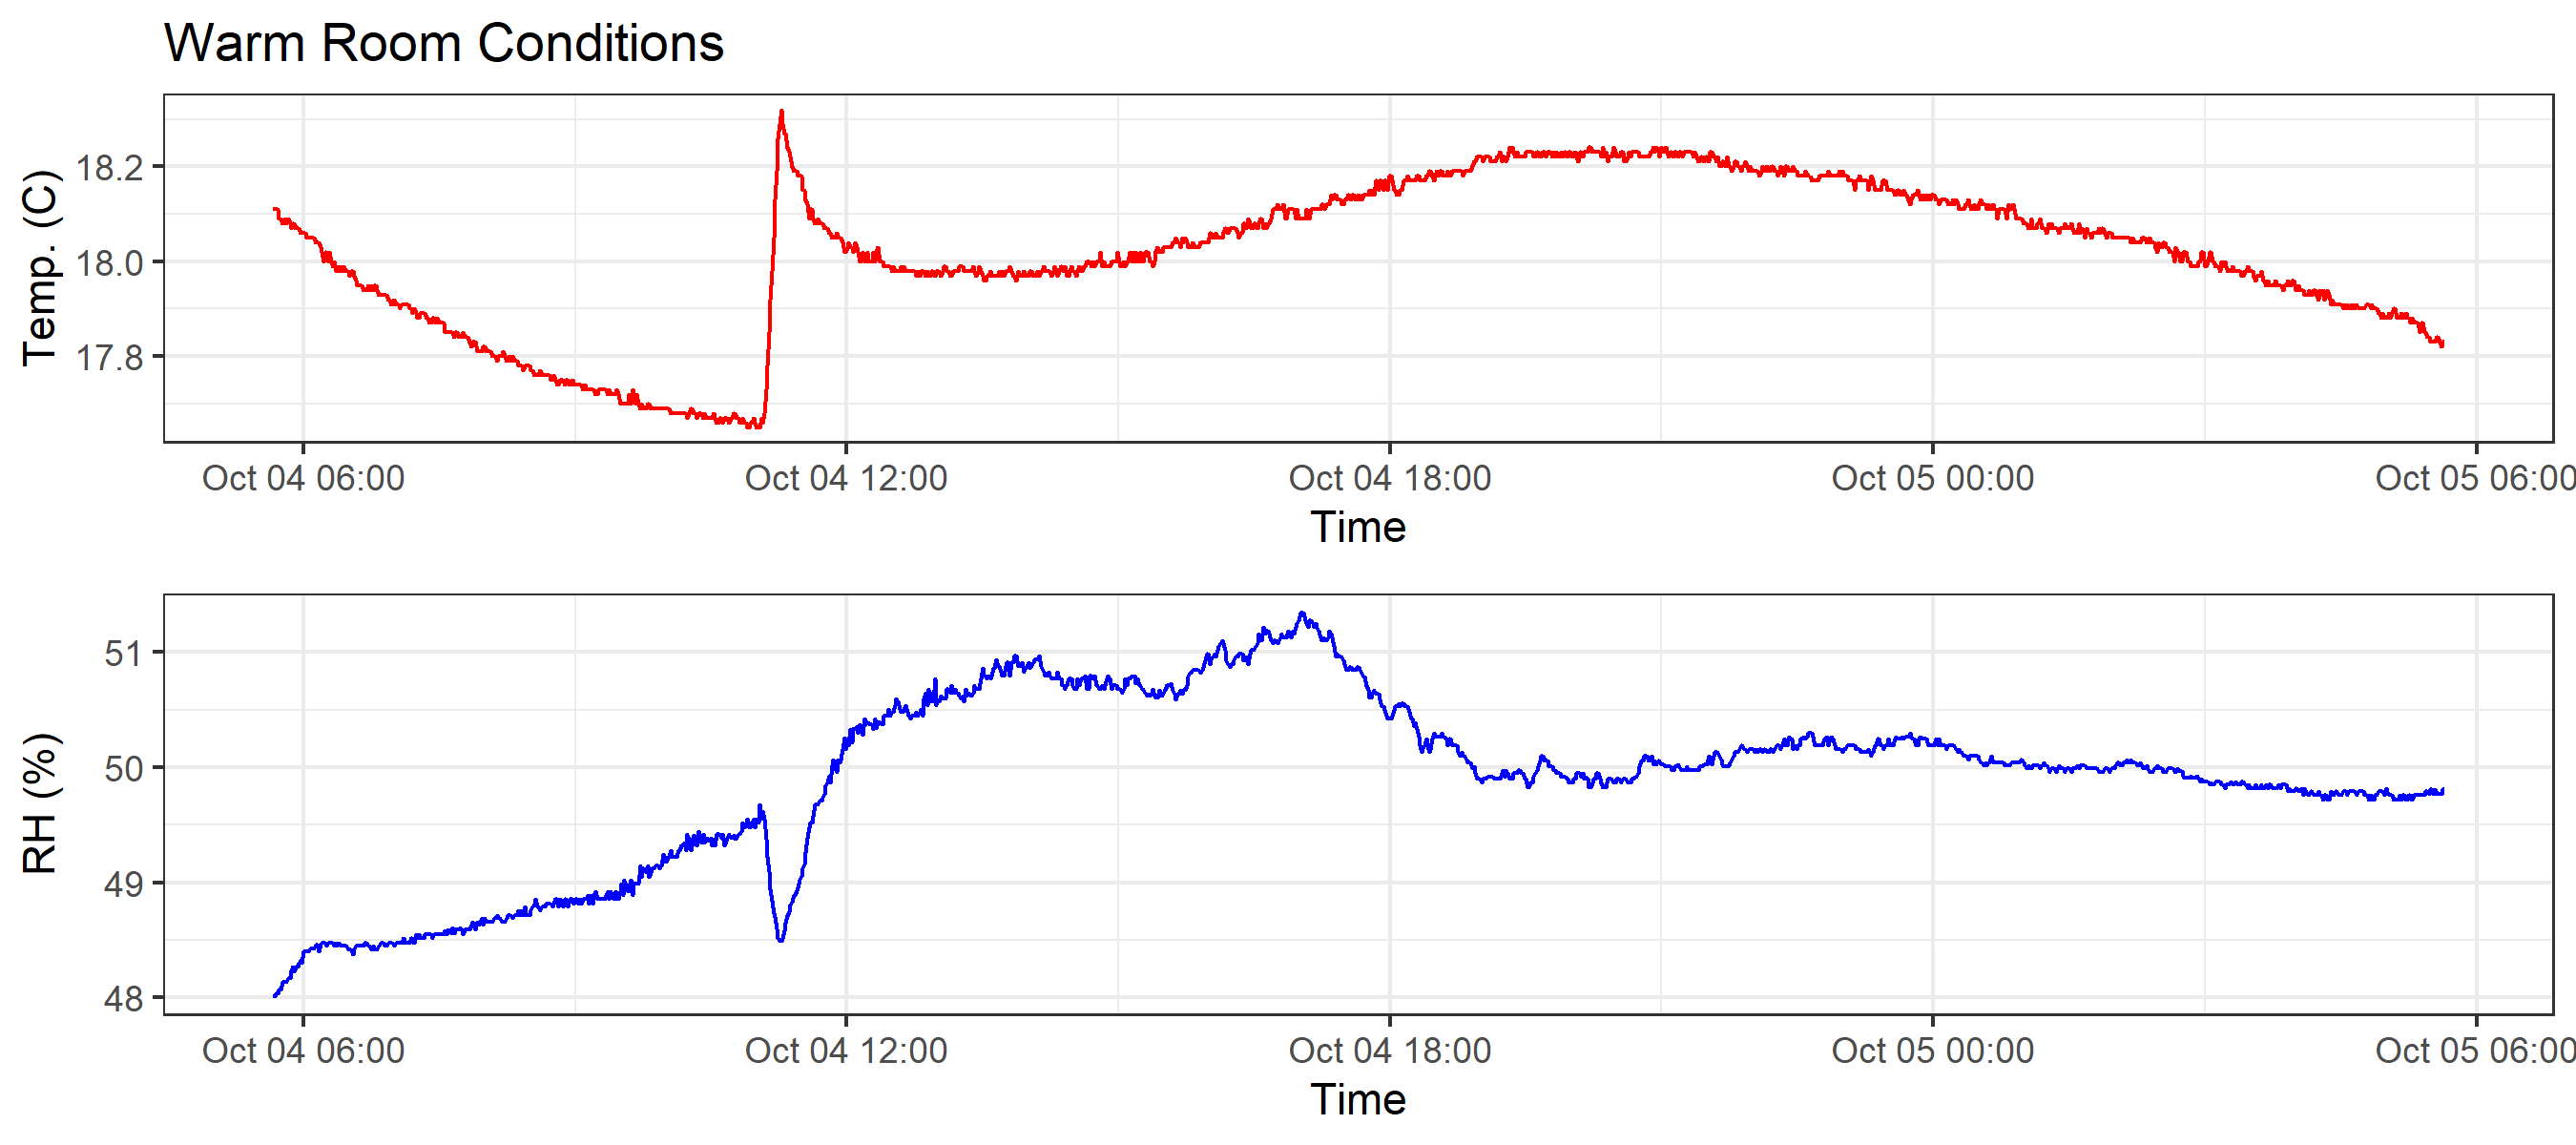 Warm Room Conditions
Temp. (C)
18.2
18.0
17.8
Oct 04 06:00 Oct 04 12:00 Oct 04 18:00 Oct 05 00:00 Oct 05 06:00
Time
RH (%)
51
50
49
48
Oct 04 06:00 Oct 04 12:00 Oct 04 18:00 Oct 05 00:00 Oct 05 06:00
Time